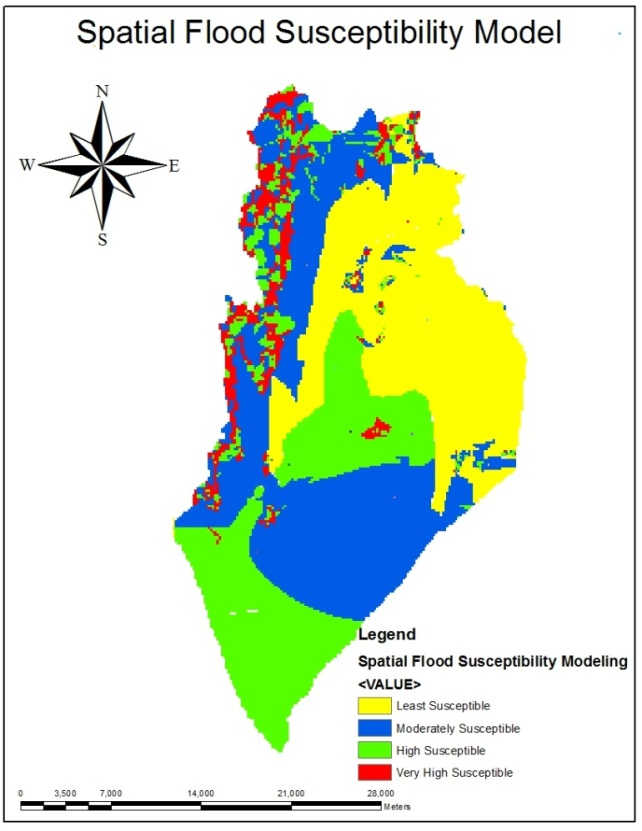 Spatial Flood Susceptibility Model
N
W
E
S
Legend
Spatial Flood Susceptibility Modeling
<VALUE>
Least Susceptible
Moderately Susceptible
High Susceptible
Very High Susceptible
0 3,500 7,000 14,000 21,000 28,000
Meters